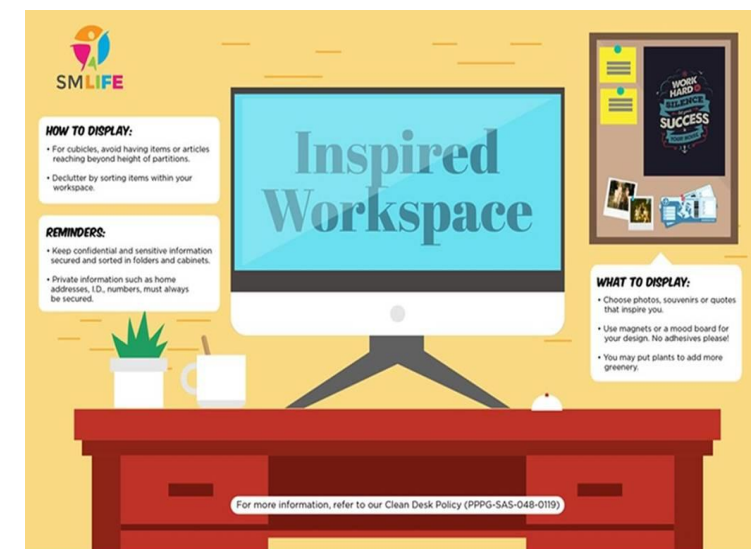 SMLIFE
HOW TO DISPLAY:
• For cubicles, avoid having items or articles
reaching beyond height of partitions.
• Declutter by sorting items within your
workspace.
REMINDERS:
• Keep confidential and sensitive information
secured and sorted in folders and cabinets.
• Private information such as home
addresses, I.D., numbers, must always
be secured.
Inspired
Workspace
WORK
HARD
SILENCE
SUCCESS
WHAT TO DISPLAY:
• Choose photos, souvenirs or quotes
that inspire you.
• Use magnets or a mood board for
your design. No adhesives please!
• You may put plants to add more
greenery.
For more information, refer to our Clean Desk Policy (PPPG-SAS-048-0119)